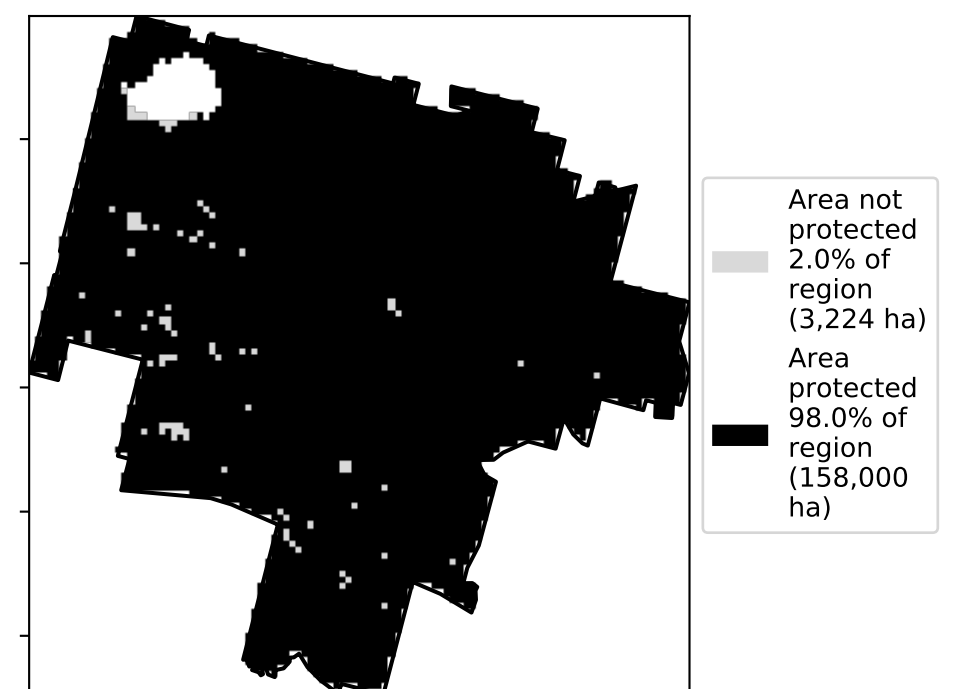 Area not
protected
2.0% of
region
(3,224 ha)
Area
protected
98.0% of
region
(158,000
ha)